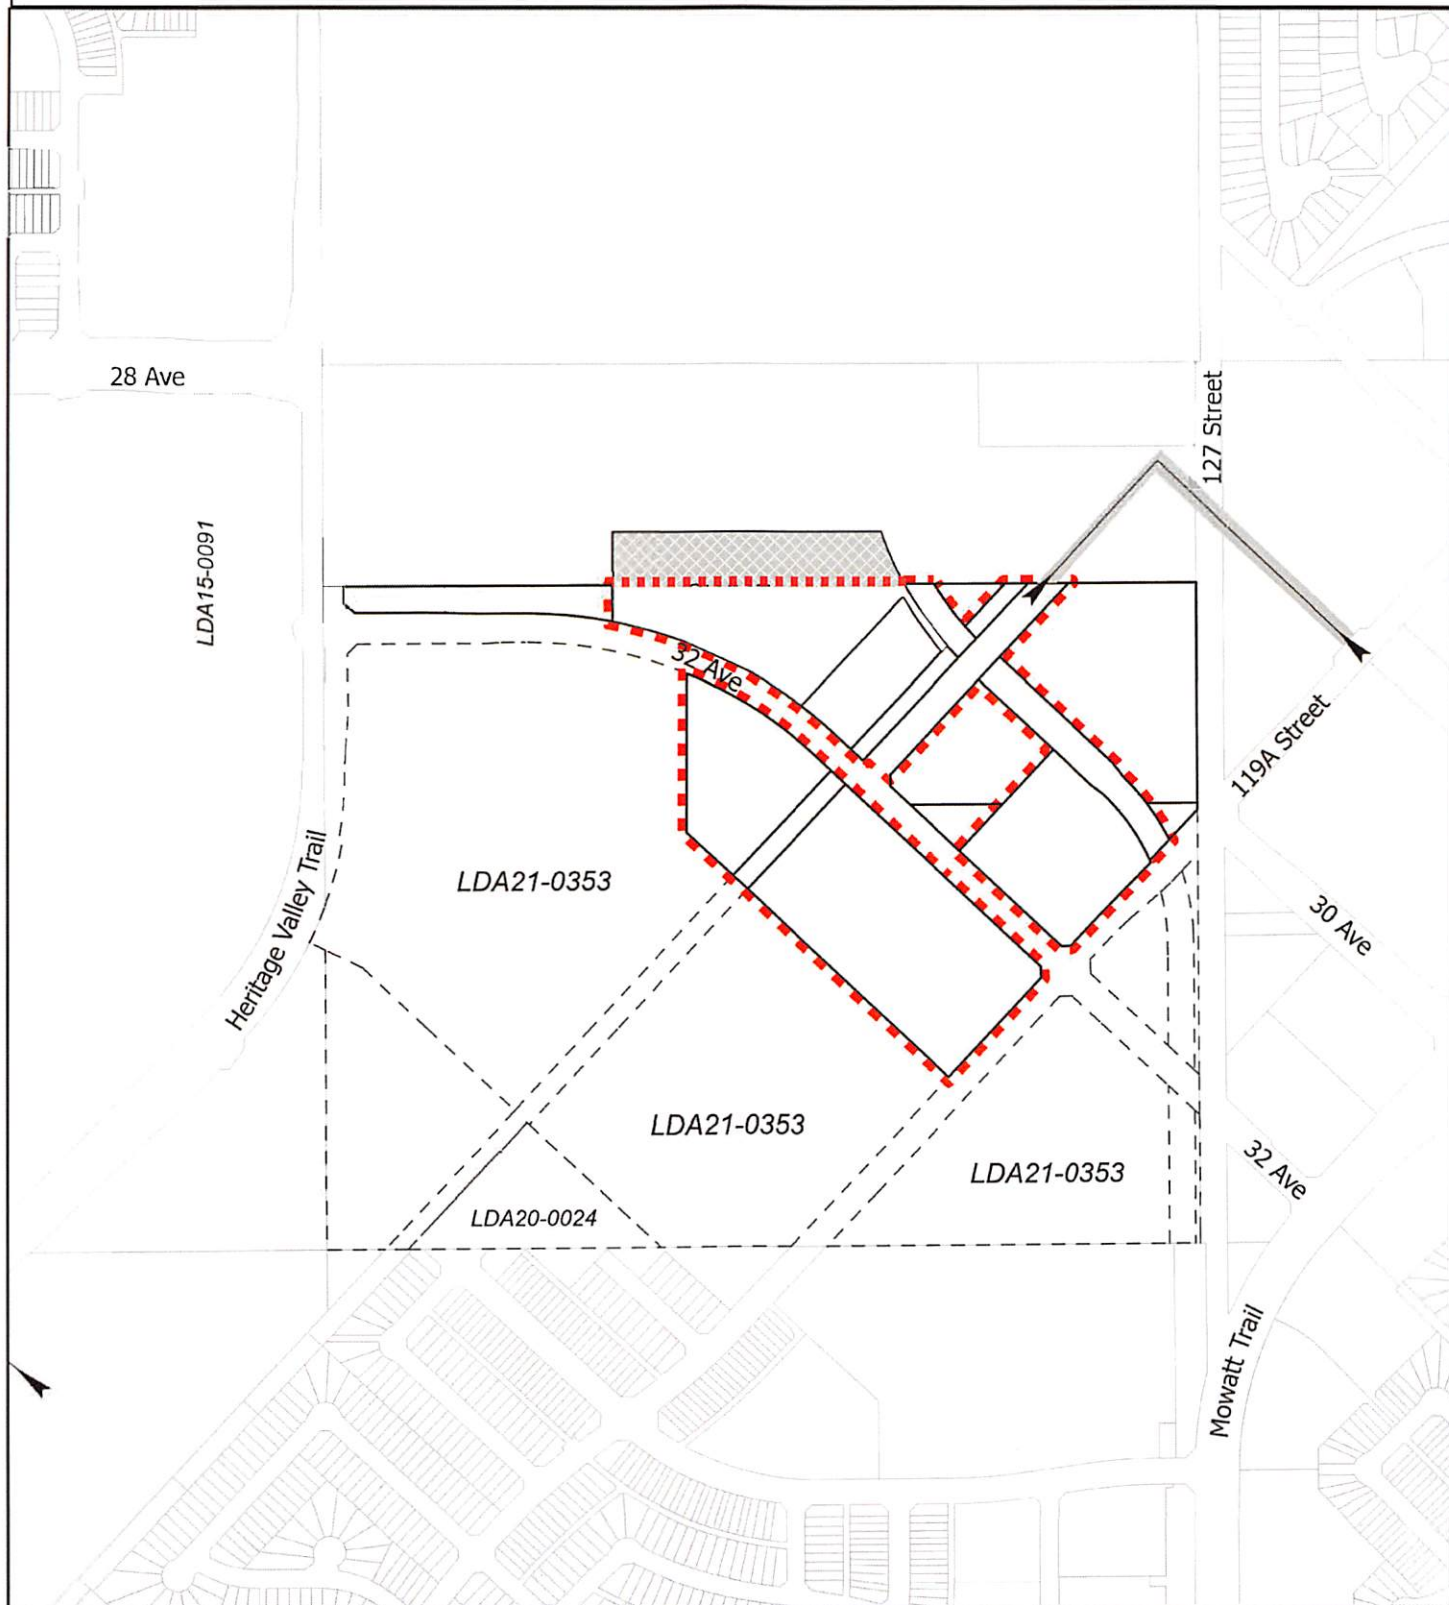 28 Ave
127 Street
LDA15-0091
32 Ave
119A Street
Heritage Valley Trail
LDA21-0353
30 Ave
LDA21-0353
32 Ave
LDA21-0353
LDA20-0024
Mowatt Trail